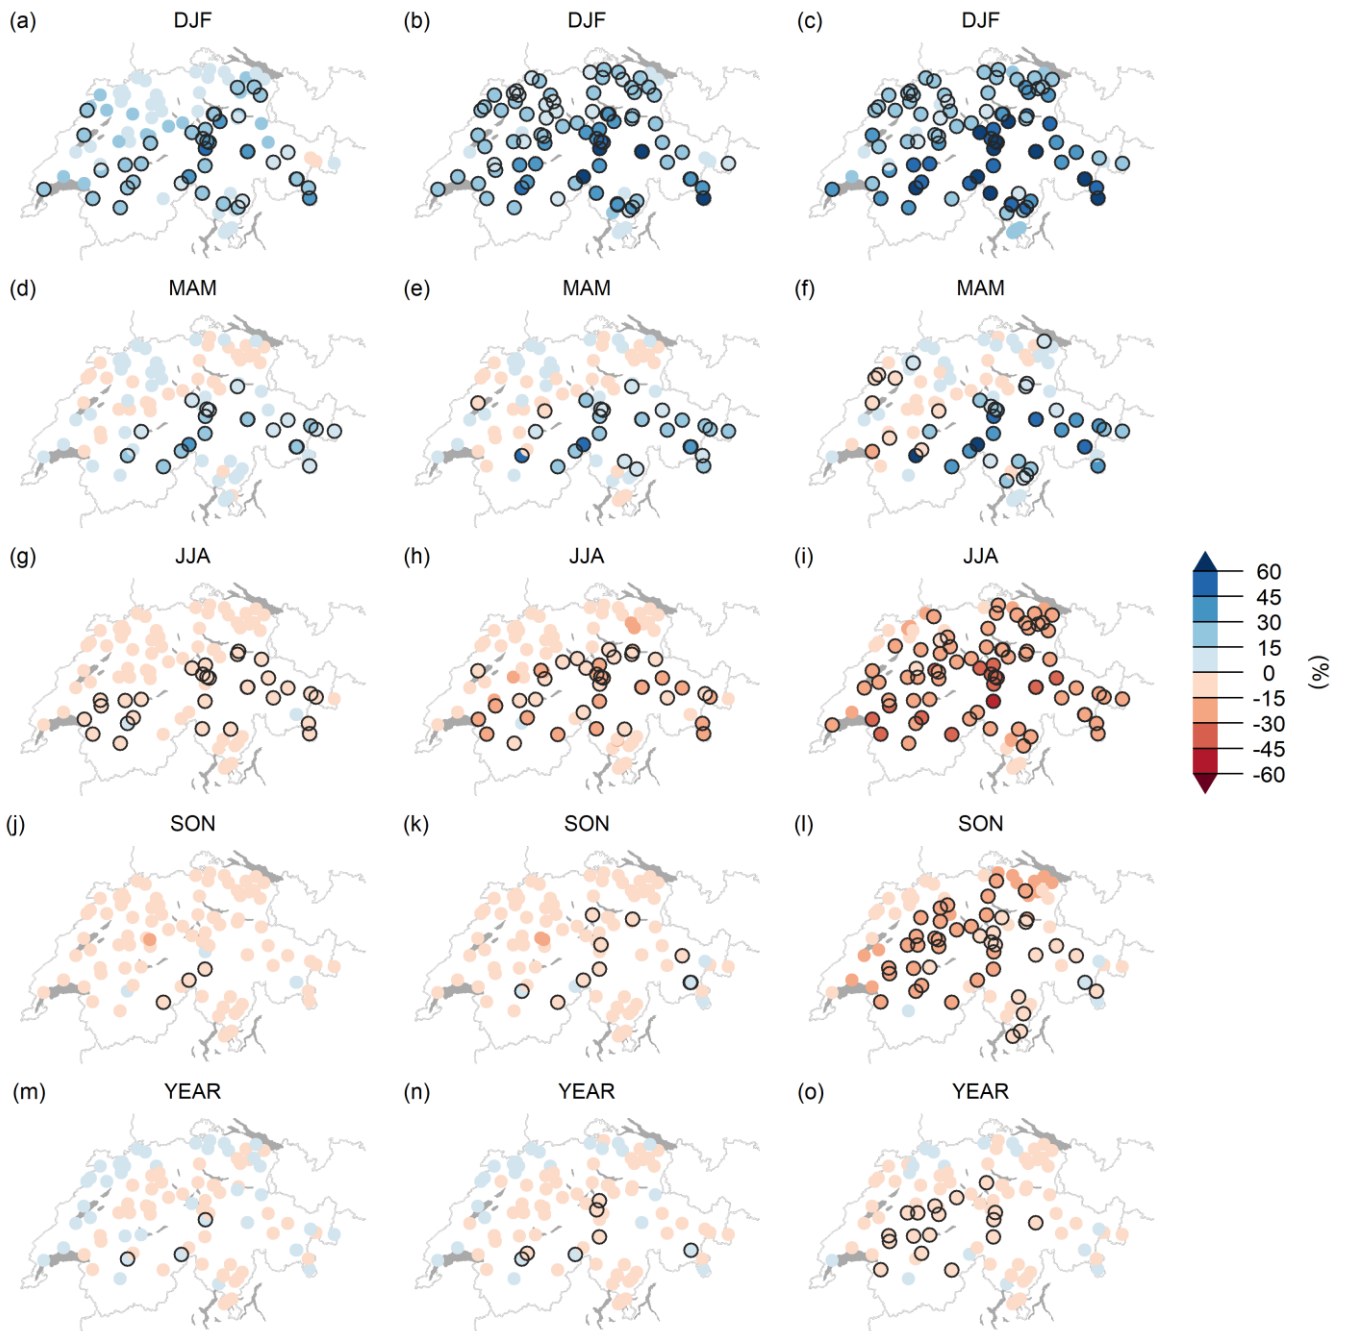 (a) DJF
(b) DJF
(c) DJF
(d) MAM
(e) MAM
(f) MAM
(g) JJA
(h) JJA
(i) JJA
60
45
30
15
0
-15
-30
-45
-60
(%)
(j) SON
(k) SON
(l) SON
(m) YEAR
(n) YEAR
(o) YEAR